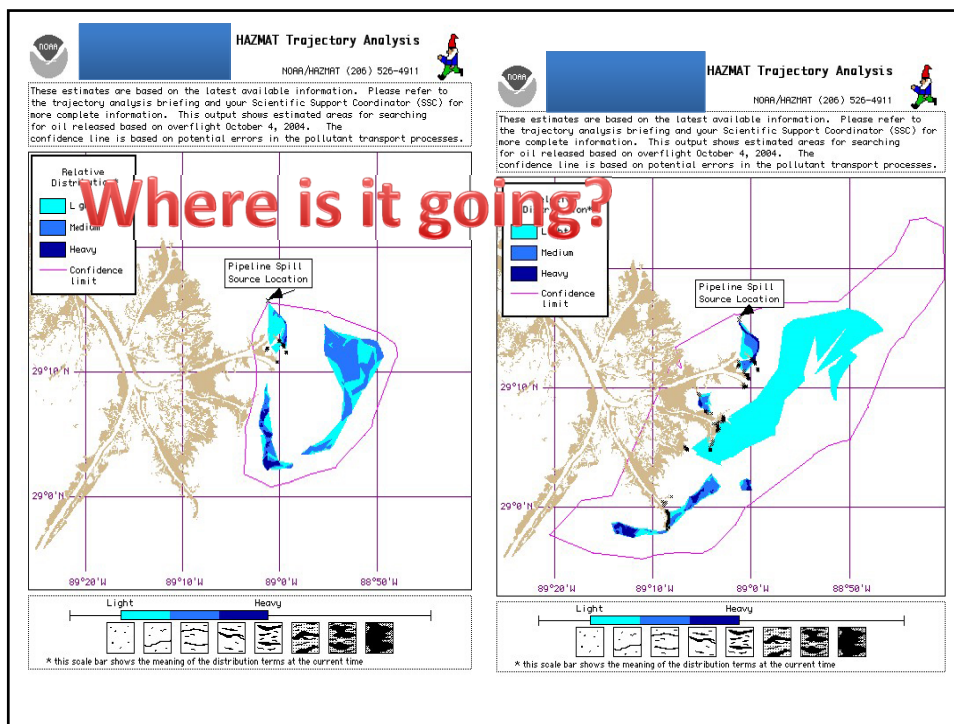 NOAA
HAZMAT Trajectory Analysis
NOAA/HAZMAT (206) 526-4911
These estimates are based on the latest available information. Please refer to
the trajectory analysis briefing and your Scientific Support Coordinator (SSC) for
more complete information. This output shows estimated areas for searching
for oil released based on overflight October 4, 2004. The
confidence line is based on potential errors in the pollutant transport processes.
Where is it going?
Relative
Distribution*
Light
Medium
Heavy
Confidence
limit
Pipeline Spill
Source Location
29°10'N
29°0'N
89°20'W
89°10'W
89°0'W
88°50'W
Light
Heavy
* this scale bar shows the meaning of the distribution terms at the current time
NOAA
HAZMAT Trajectory Analysis
NOAA/HAZMAT (206) 526-4911
These estimates are based on the latest available information. Please refer to
the trajectory analysis briefing and your Scientific Support Coordinator (SSC) for
more complete information. This output shows estimated areas for searching
for oil released based on overflight October 4, 2004. The
confidence line is based on potential errors in the pollutant transport processes.
Relative
Distribution*
Light
Medium
Heavy
Confidence
limit
Pipeline Spill
Source Location
29°10'N
29°0'N
89°20'W
89°10'W
89°0'W
88°50'W
Light
Heavy
* this scale bar shows the meaning of the distribution terms at the current time